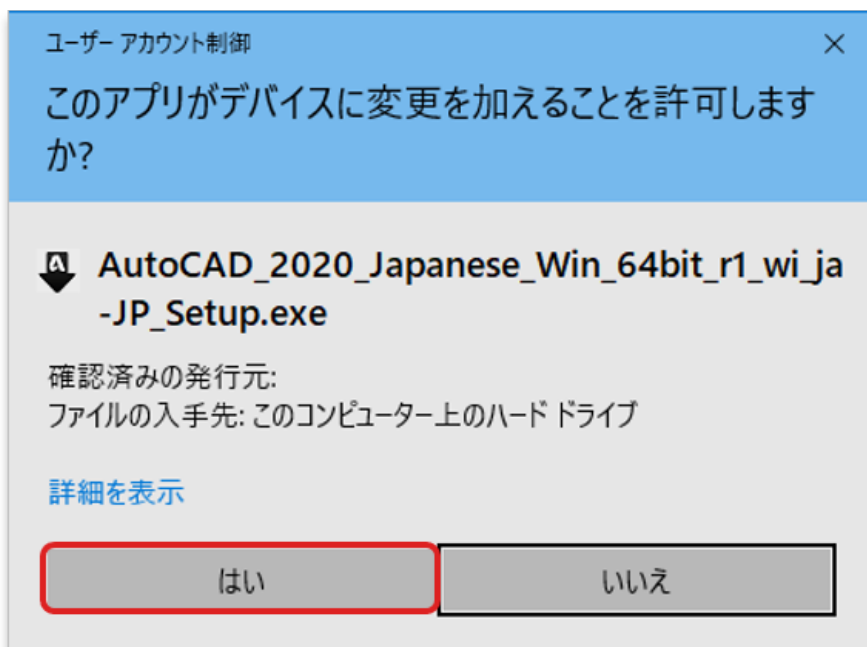 ユーザー アカウント制御
このアプリがデバイスに変更を加えることを許可します
か?
AutoCAD_2020_Japanese_Win_64bit_r1_wi_ja
-JP_Setup.exe
確認済みの発行元:
ファイルの入手先: このコンピューター上のハード ドライブ
詳細を表示
はい
いいえ